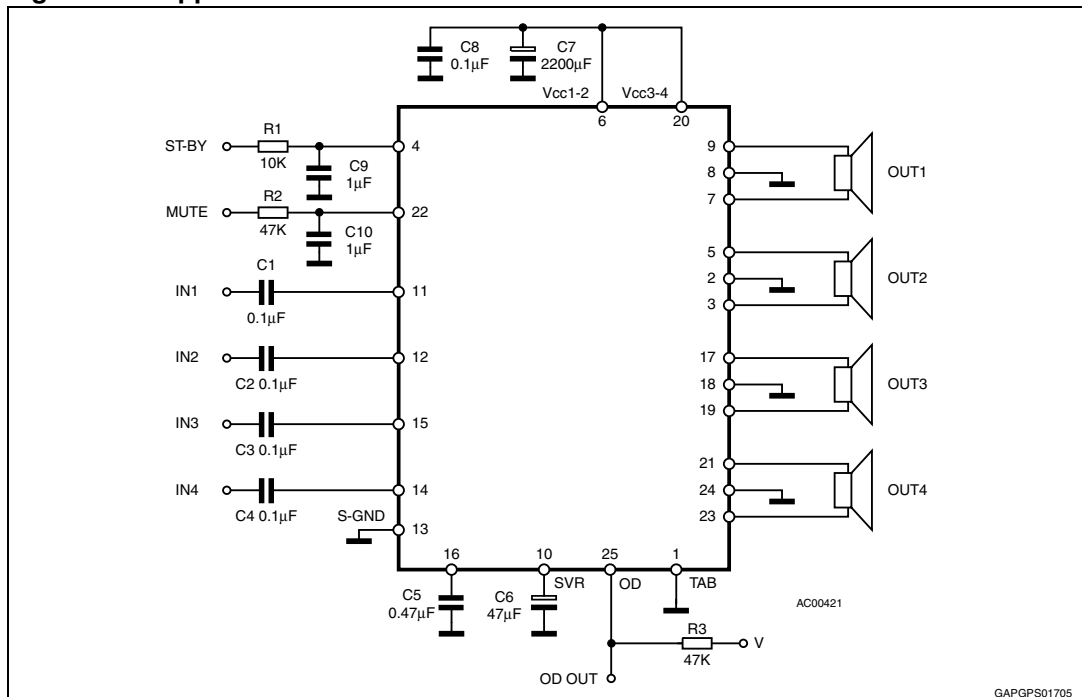 C8
0.1µF
C7
2200µF
Vcc1-2
Vcc3-4
6
20
ST-BY
R1
10K
4
C9
1µF
MUTE
R2
47K
22
C10
1µF
IN1
C1
0.1µF
11
IN2
C2 0.1µF
12
IN3
C3 0.1µF
15
IN4
C4 0.1µF
14
S-GND
13
9
8
7
OUT1
5
2
3
OUT2
17
18
19
OUT3
21
24
23
OUT4
16
10
25
1
SVR
OD
TAB
C5
0.47µF
C6
47µF
AC00421
R3
47K
V
OD OUT
GAPGPS01705